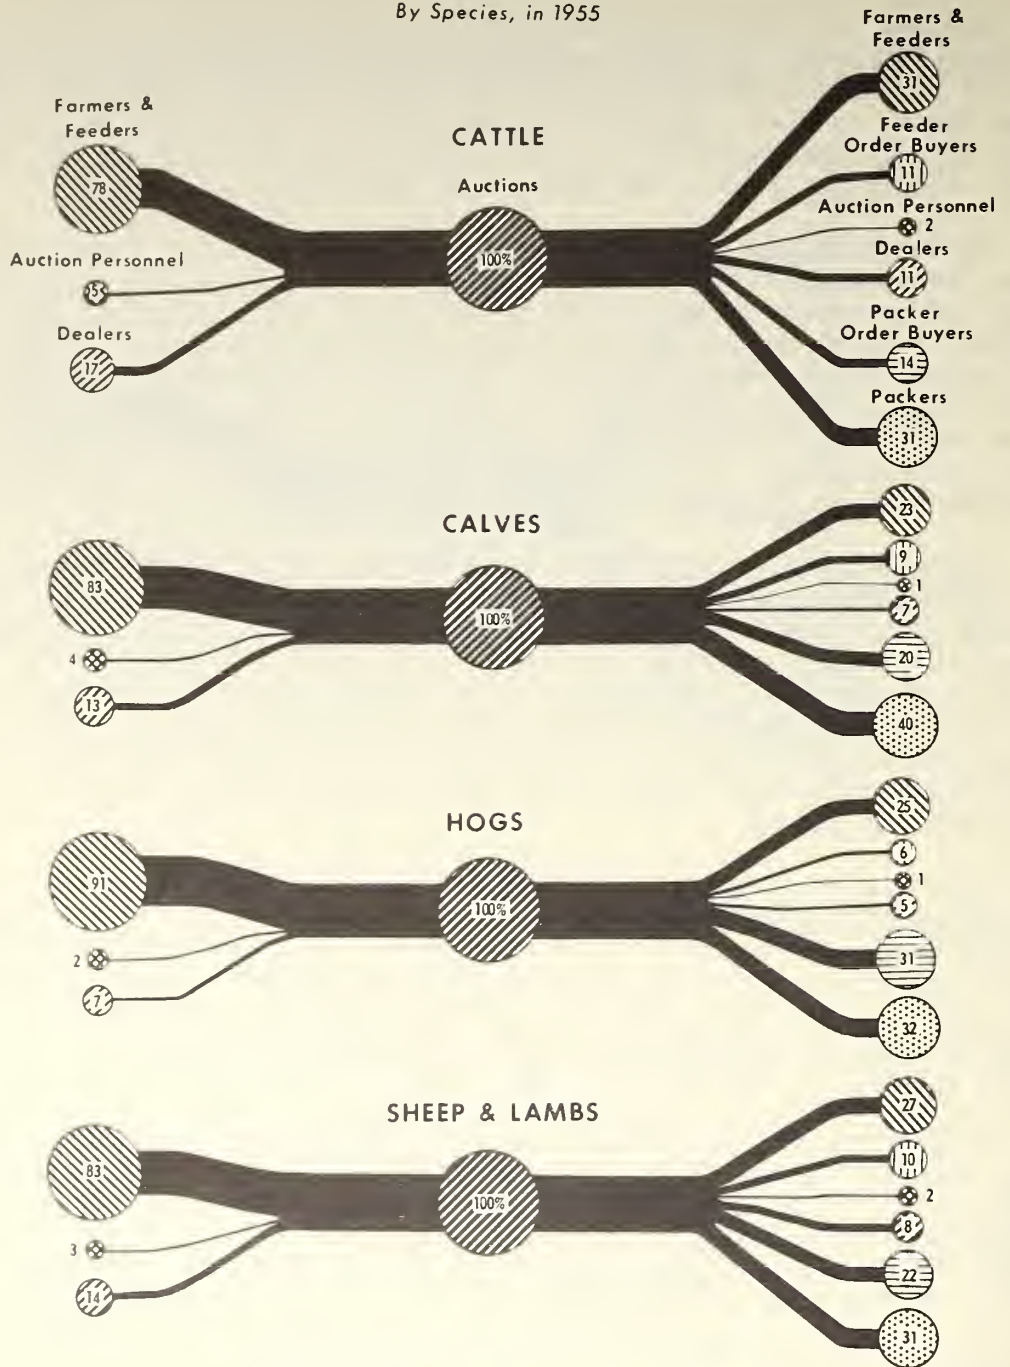 By Species, in 1955
Farmers &
Feeders
31
Feeder
Order Buyers
11
Auction Personnel
2
Dealers
11
Packer
Order Buyers
14
Packers
31
Farmers &
Feeders
78
Auction Personnel
5
Dealers
17
CATTLE
Auctions
100%
CALVES
83
4
13
100%
23
9
1
7
20
40
HOGS
91
2
7
100%
25
6
1
5
31
32
SHEEP & LAMBS
83
3
14
100%
27
10
2
8
22
31